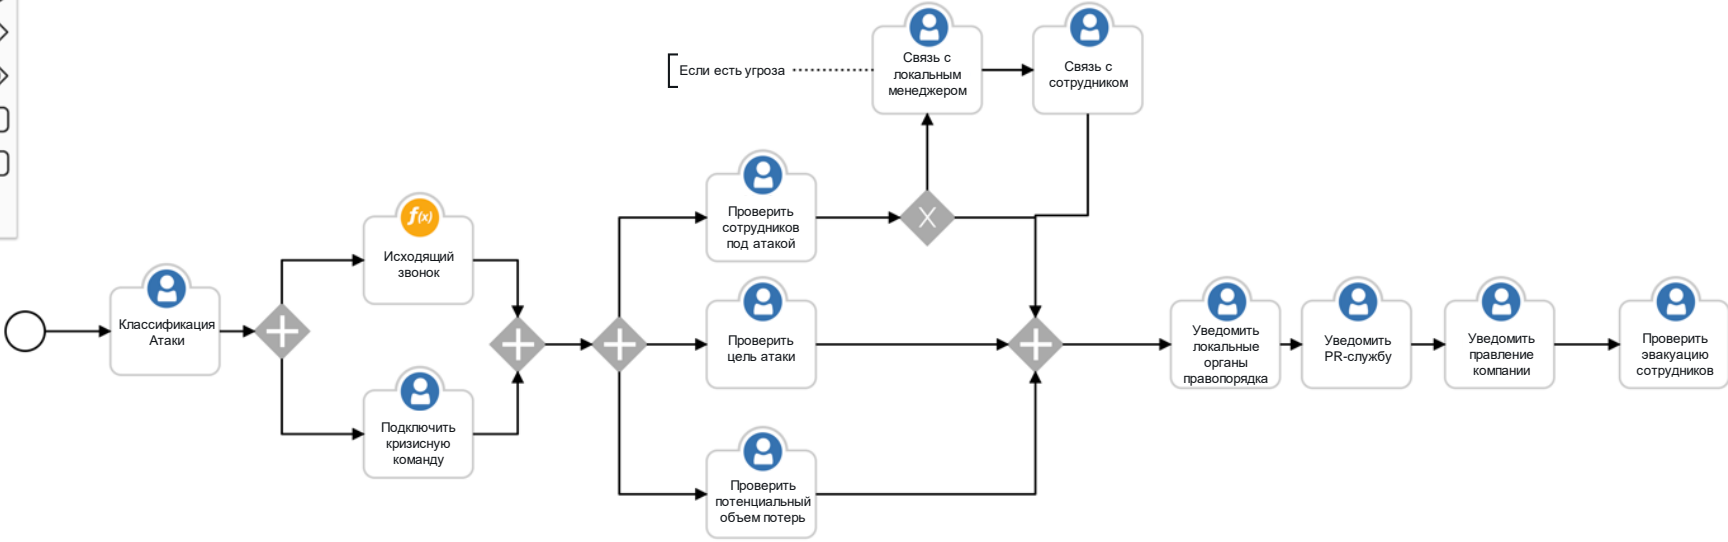 Если есть угроза
Связь с
локальным
менеджером
Связь с
сотрудником
Проверить
сотрудников
под атакой
X
f(x)
Исходящий
звонок
Классификация
Атаки
Подключить
кризисную
команду
Проверить
цель атаки
Проверить
потенциальный
объем потерь
Уведомить
локальные
органы
правопорядка
Уведомить
PR-службу
Уведомить
правление
компании
Проверить
эвакуацию
сотрудников